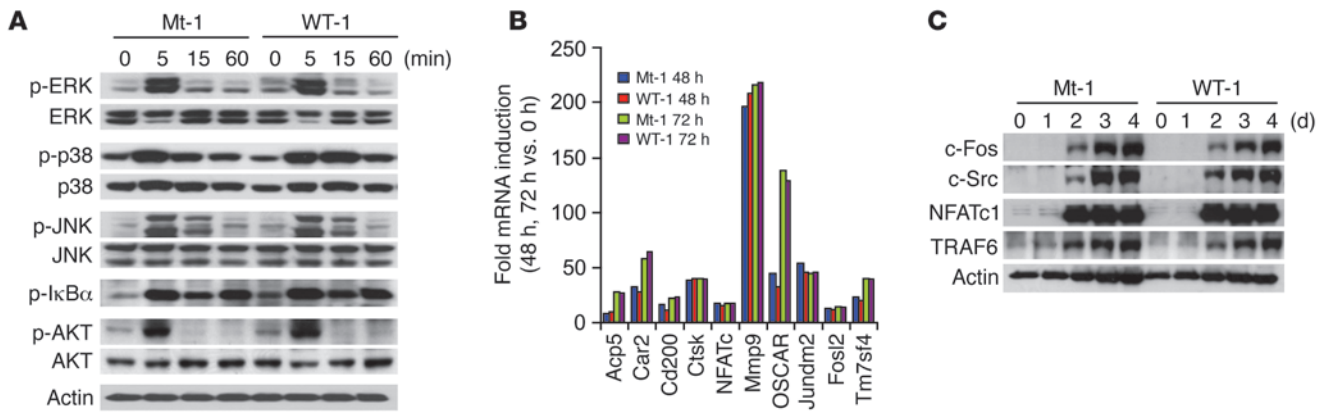 A
Mt-1 WT-1
0 5 15 60 0 5 15 60 (min)
p-ERK
ERK
p-p38
p38
p-JNK
JNK
p-IκBα
p-AKT
AKT
Actin
B
Fold mRNA induction
(48 h, 72 h vs. 0 h)
250
200
150
100
50
0
Mt-1 48 h
WT-1 48 h
Mt-1 72 h
WT-1 72 h
Acp5
Car2
Cd200
Ctsk
NFATc
Mmp9
OSCAR
Jundm2
Fosl2
Tm7sf4
C
Mt-1 WT-1
0 1 2 3 4 0 1 2 3 4 (d)
c-Fos
c-Src
NFATc1
TRAF6
Actin